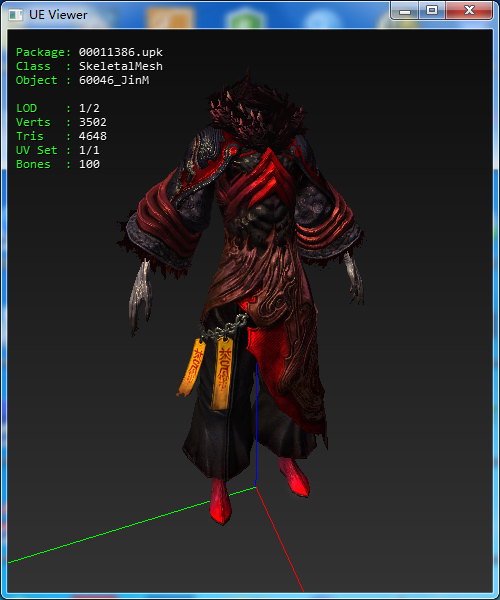 UE Viewer
Package: 00011386.upk
Class : SkeletalMesh
Object : 60046_JinM
LOD : 1/2
Verts : 3502
Tris : 4648
UV Set : 1/1
Bones : 100